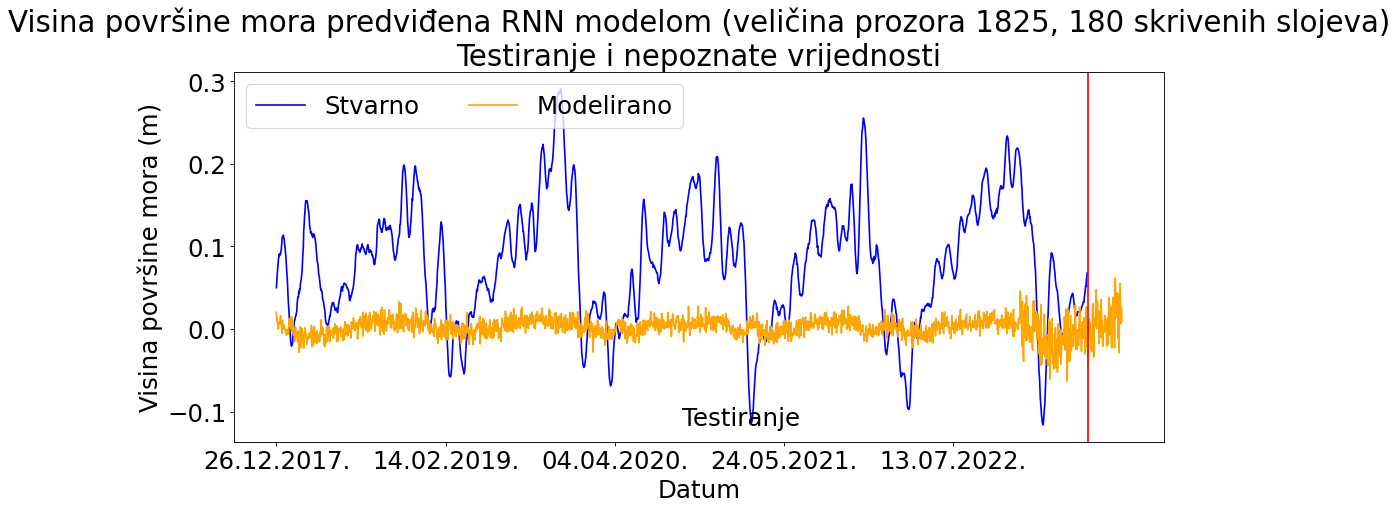 Visina površine mora predviđena RNN modelom (veličina prozora 1825, 180 skrivenih slojeva)
Testiranje i nepoznate vrijednosti
Stvarno Modelirano
Visina površine mora (m)
0.3
0.2
0.1
0.0
−0.1
Testiranje
26.12.2017. 14.02.2019. 04.04.2020. 24.05.2021. 13.07.2022.
Datum